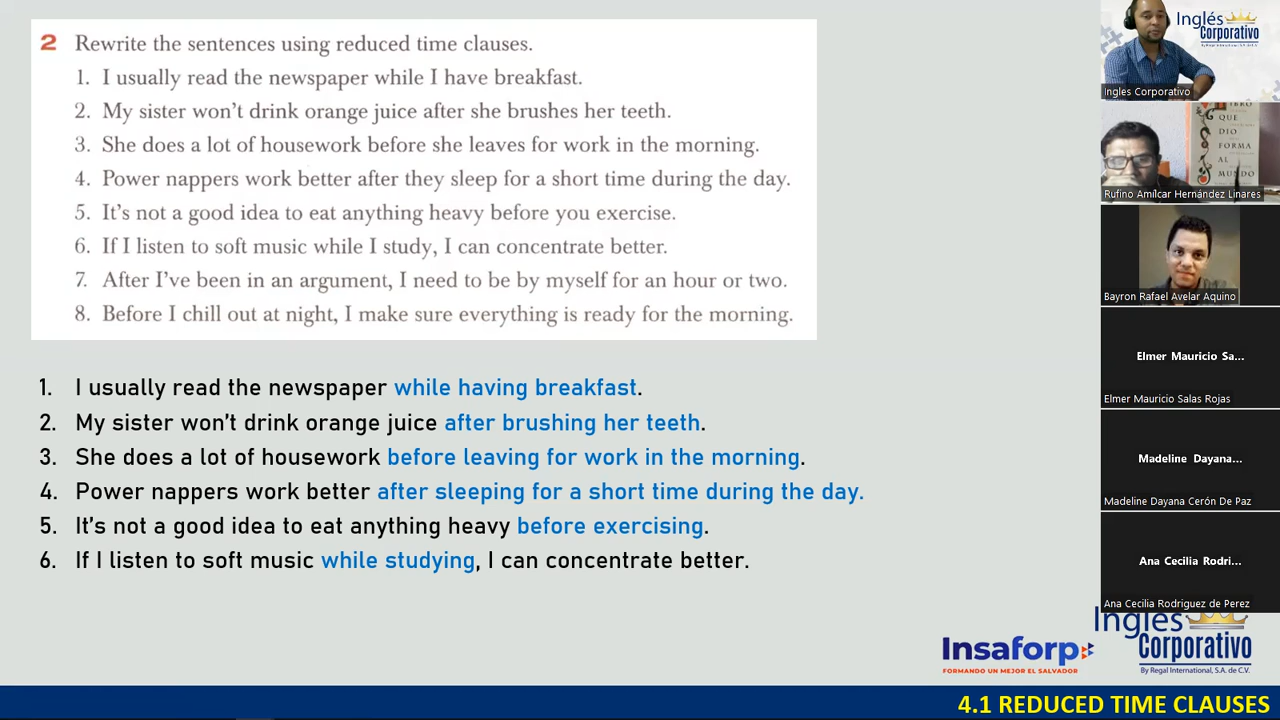 2 Rewrite the sentences using reduced time clauses.
1. I usually read the newspaper while I have breakfast.
2. My sister won't drink orange juice after she brushes her teeth.
3. She does a lot of housework before she leaves for work in the morning.
4. Power nappers work better after they sleep for a short time during the day.
5. It's not a good idea to eat anything heavy before you exercise.
6. If I listen to soft music while I study, I can concentrate better.
7. After I've been in an argument, I need to be by myself for an hour or two.
8. Before I chill out at night, I make sure everything is ready for the morning.
1. I usually read the newspaper while having breakfast.
2. My sister won't drink orange juice after brushing her teeth.
3. She does a lot of housework before leaving for work in the morning.
4. Power nappers work better after sleeping for a short time during the day.
5. It's not a good idea to eat anything heavy before exercising.
6. If I listen to soft music while studying, I can concentrate better.
Inglés
Corporativo
Ingles Corporativo
LIBRO
QUE
DIO
FORMA
AL
MUNDO
Rufino Amílcar Hernández Linares
Bayron Rafael Avelar Aquino
Elmer Mauricio Sa...
Elmer Mauricio Salas Rojas
Madeline Dayana...
Madeline Dayana Cerón De Paz
Ana Cecilia Rodri...
Ana Cecilia Rodriguez de Perez
Insaforp
FORMANDO UN MEJOR EL SALVADOR
Inglés
Corporativo
By Regal International, S.A. de C.V.
4.1 REDUCED TIME CLAUSES